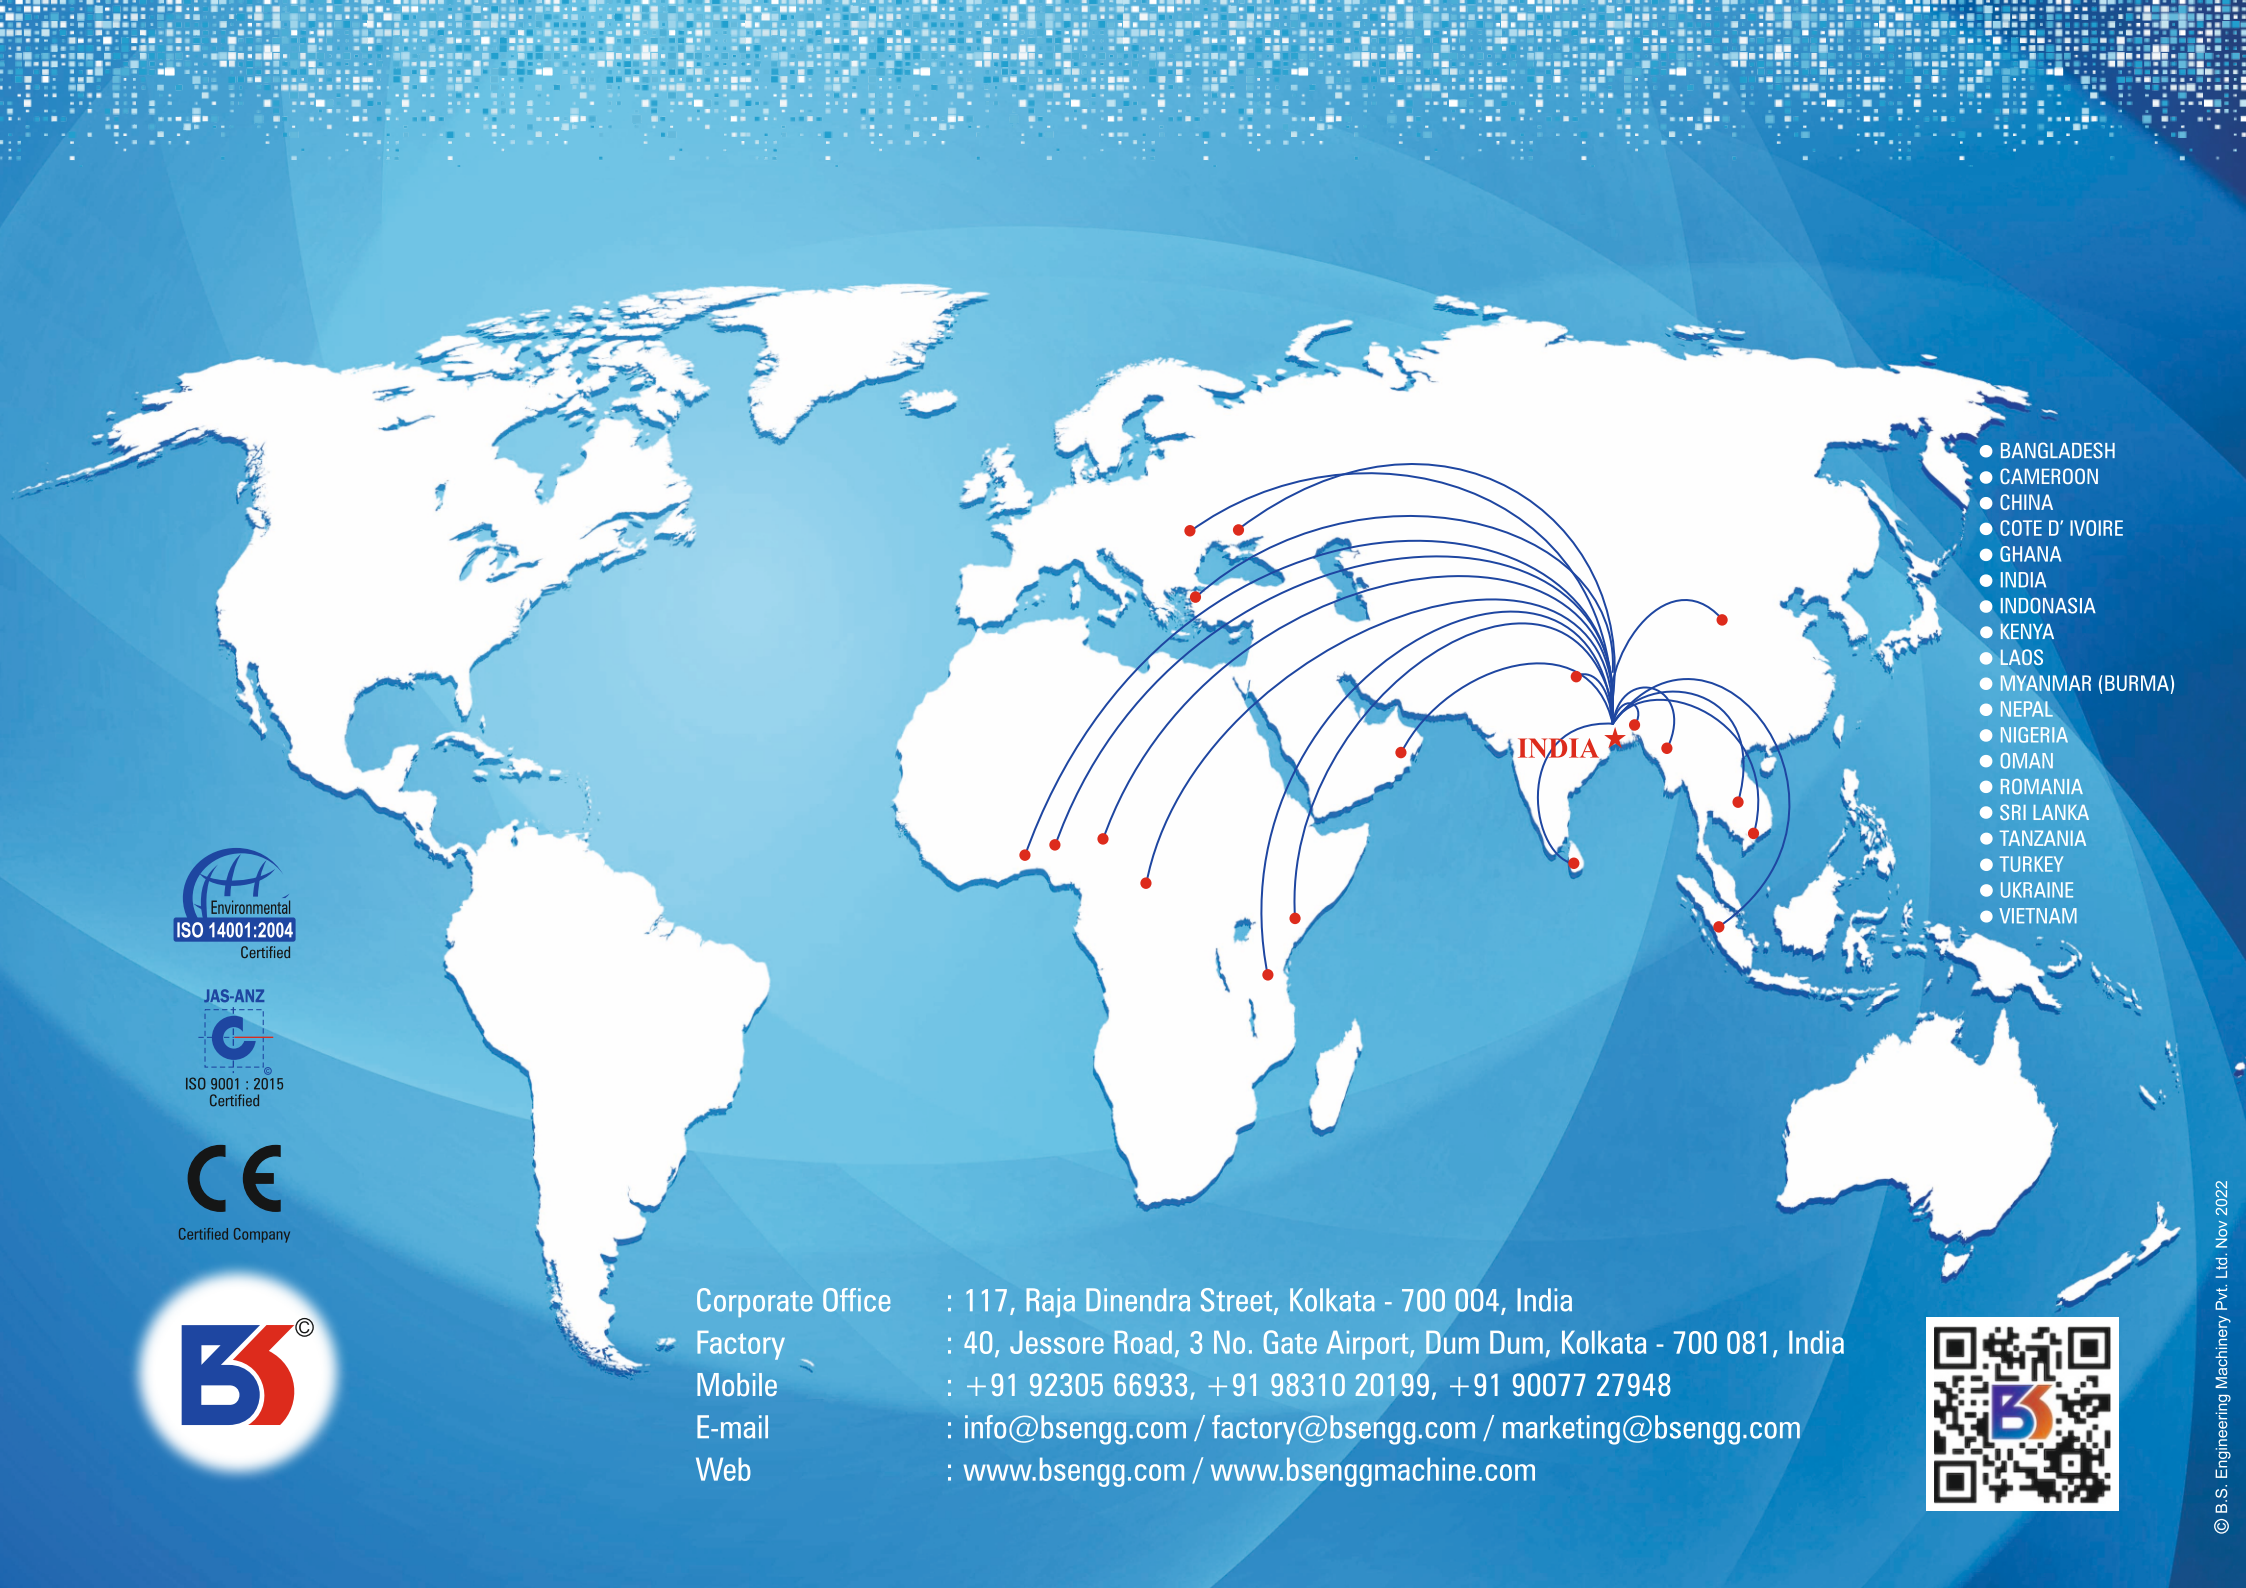 BANGLADESH
CAMEROON
CHINA
COTE D’ IVOIRE
GHANA
INDIA
INDONASIA
KENYA
LAOS
MYANMAR (BURMA)
NEPAL
NIGERIA
OMAN
ROMANIA
SRI LANKA
TANZANIA
TURKEY
UKRAINE
VIETNAM
INDIA
Environmental
ISO 14001:2004
Certified
JAS-ANZ
C
©
ISO 9001 : 2015
Certified
CE
Certified Company
BS ©
Corporate Office : 117, Raja Dinendra Street, Kolkata - 700 004, India
Factory : 40, Jessore Road, 3 No. Gate Airport, Dum Dum, Kolkata - 700 081, India
Mobile : +91 92305 66933, +91 98310 20199, +91 90077 27948
E-mail : info@bsengg.com / factory@bsengg.com / marketing@bsengg.com
Web : www.bsengg.com / www.bsenggmachine.com
BS
© B.S. Engineering Machinery Pvt. Ltd. Nov 2022